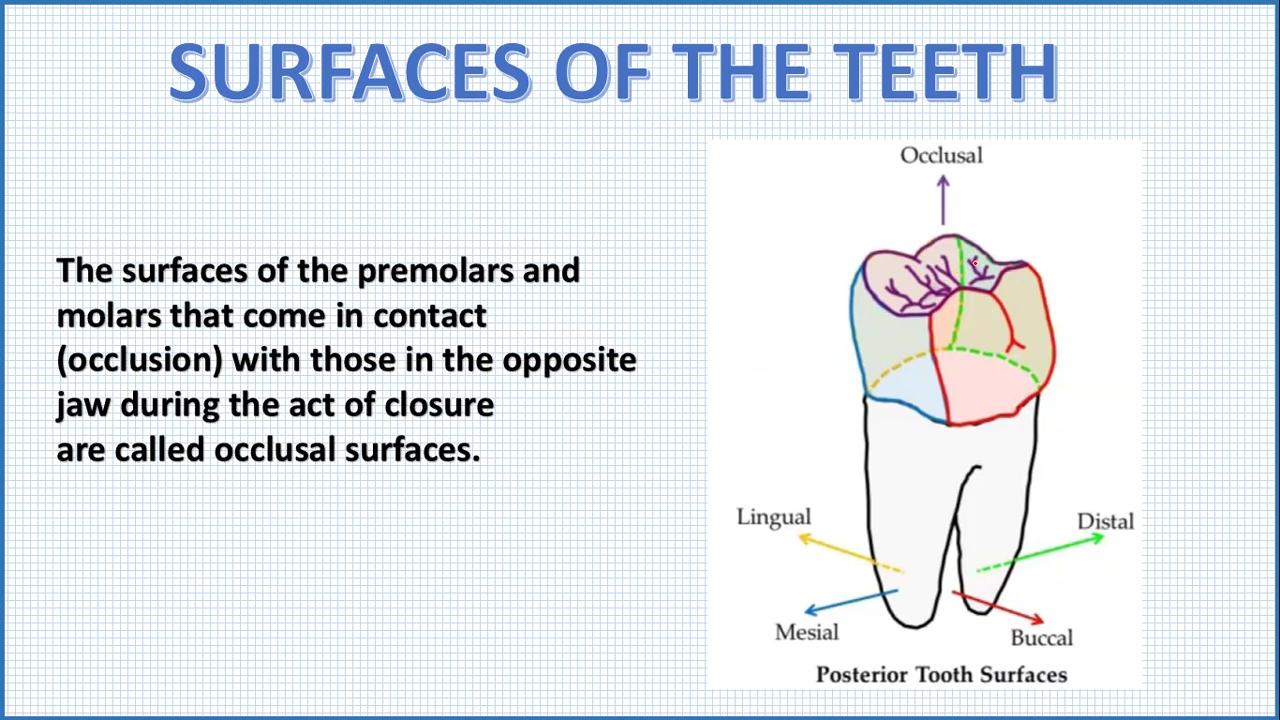 SURFACES OF THE TEETH
The surfaces of the premolars and
molars that come in contact
(occlusion) with those in the opposite
jaw during the act of closure
are called occlusal surfaces.
Occlusal
Lingual
Distal
Mesial
Buccal
Posterior Tooth Surfaces